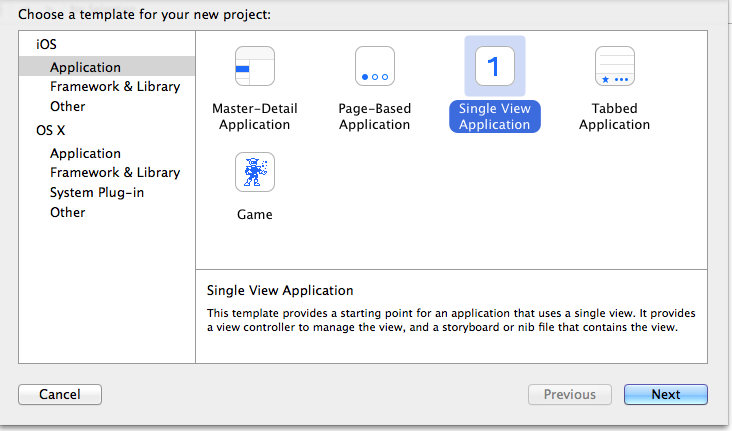 Choose a template for your new project:
iOS
Application
Framework & Library
Other
OS X
Application
Framework & Library
System Plug-in
Other
Master-Detail
Application
Page-Based
Application
1
Single View
Application
Tabbed
Application
Game
Single View Application
This template provides a starting point for an application that uses a single view. It provides
a view controller to manage the view, and a storyboard or nib file that contains the view.
Cancel
Previous
Next